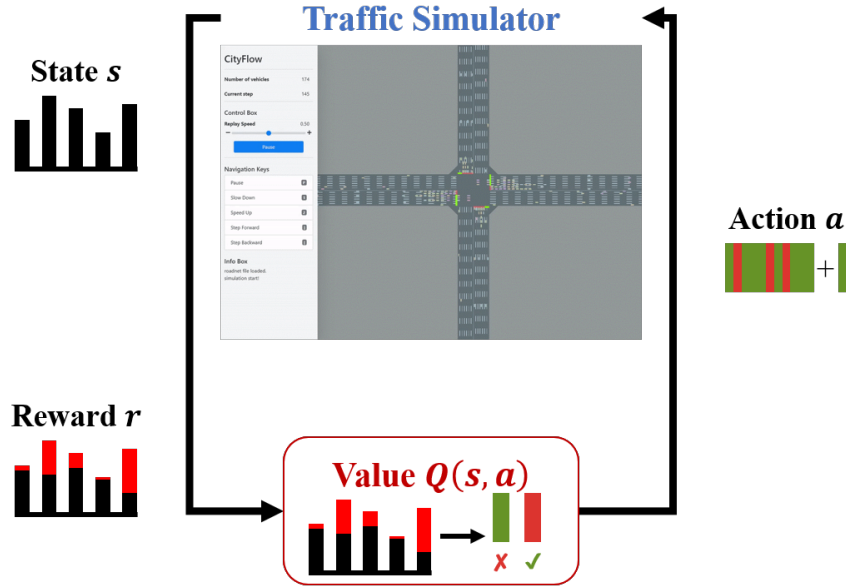 Traffic Simulator
State s
CityFlow
Number of vehicles 174
Current step 145
Control Box
Replay Speed 0.50
− +
Pause
Navigation Keys
Pause
Slow Down
Speed Up
Step Forward
Step Backward
Info Box
roadnet file loaded.
simulation start!
Action a
+
Reward r
Value Q(s, a)
✗ ✓